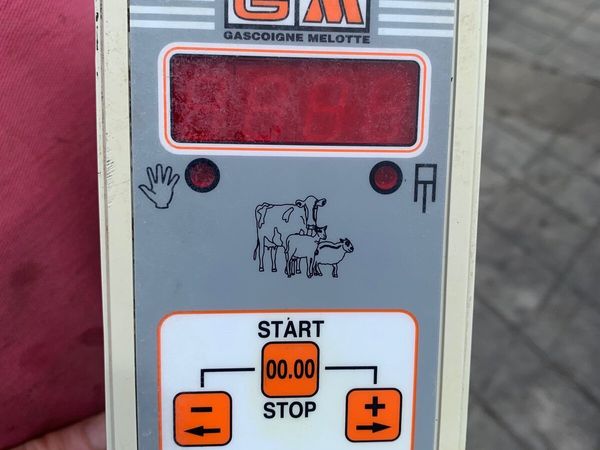 GM
GASCOIGNE MELOTTE
START
00.00
STOP
-
+